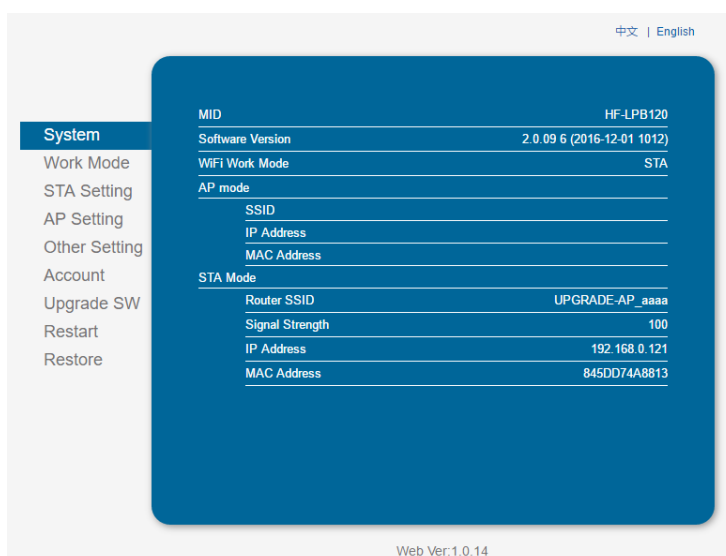 中文 | English
System
Work Mode
STA Setting
AP Setting
Other Setting
Account
Upgrade SW
Restart
Restore
MID HF-LPB120
Software Version 2.0.09 6 (2016-12-01 1012)
WiFi Work Mode STA
AP mode
SSID
IP Address
MAC Address
STA Mode
Router SSID UPGRADE-AP_aaaa
Signal Strength 100
IP Address 192.168.0.121
MAC Address 845DD74A8813
Web Ver:1.0.14